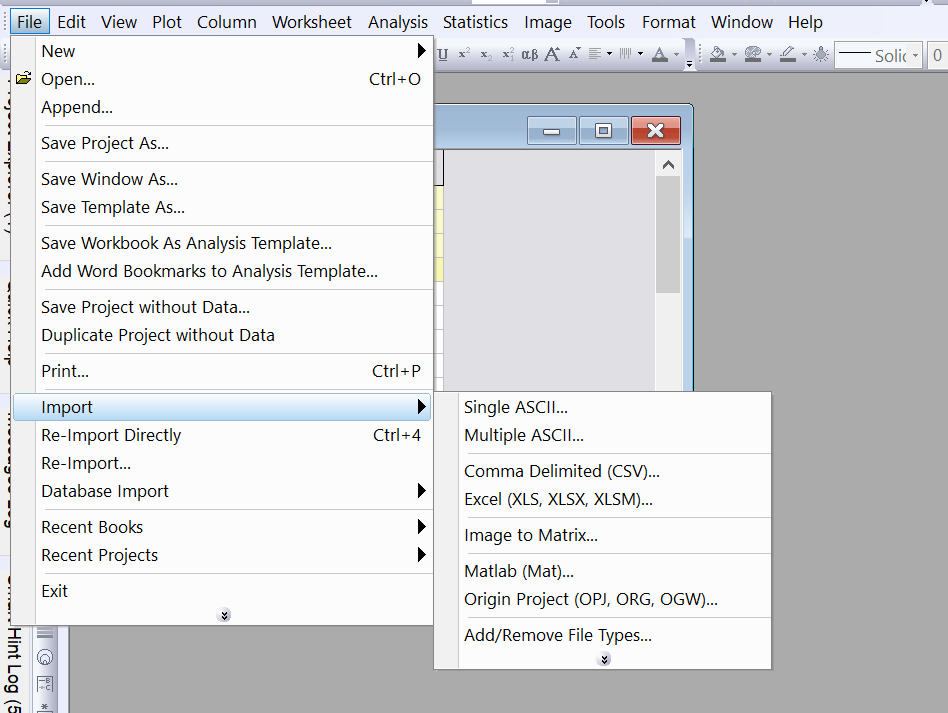 File Edit View Plot Column Worksheet Analysis Statistics Image Tools Format Window Help
U x² x₂ αβ A A A Solid 0
New
Open... Ctrl+O
Append...
Save Project As...
Save Window As...
Save Template As...
Save Workbook As Analysis Template...
Add Word Bookmarks to Analysis Template...
Save Project without Data...
Duplicate Project without Data
Print... Ctrl+P
Import
Re-Import Directly Ctrl+4
Re-Import...
Database Import
Recent Books
Recent Projects
Exit
Single ASCII...
Multiple ASCII...
Comma Delimited (CSV)...
Excel (XLS, XLSX, XLSM)...
Image to Matrix...
Matlab (Mat)...
Origin Project (OPJ, ORG, OGW)...
Add/Remove File Types...
Hint Log (5